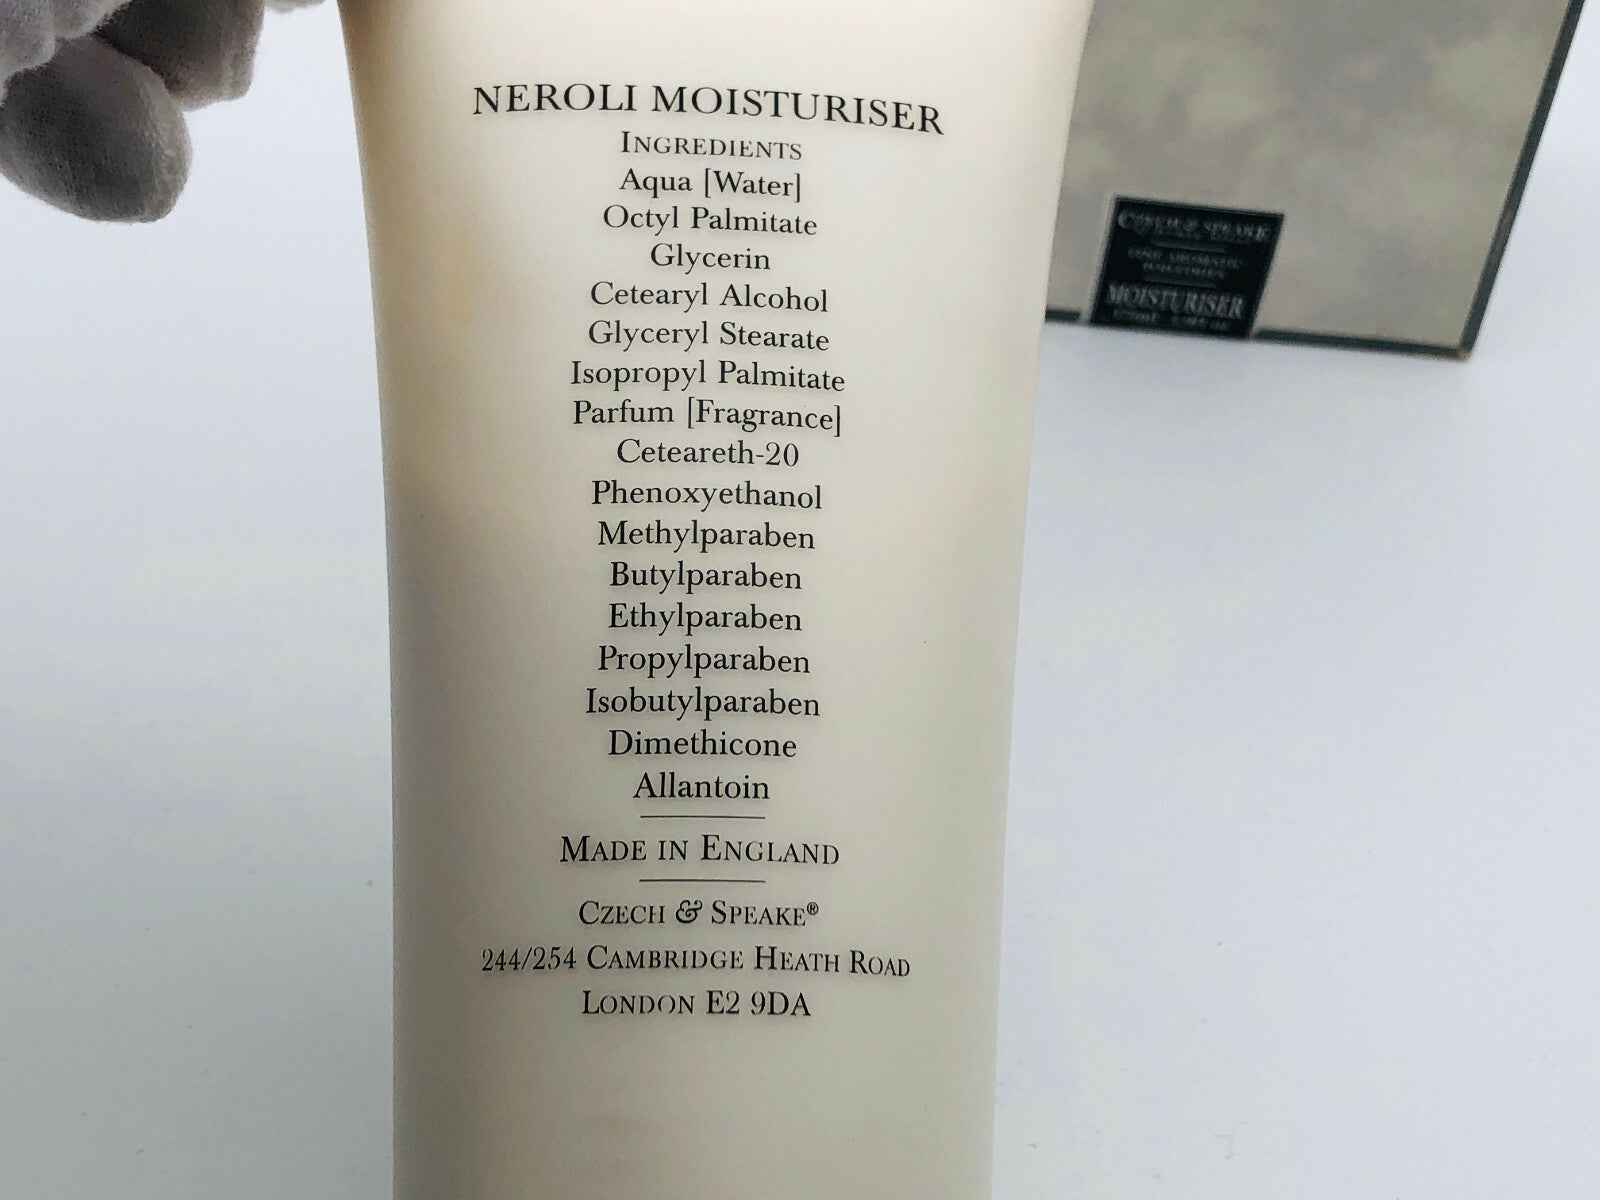 NEROLI MOISTURISER
INGREDIENTS
Aqua [Water]
Octyl Palmitate
Glycerin
Cetearyl Alcohol
Glyceryl Stearate
Isopropyl Palmitate
Parfum [Fragrance]
Ceteareth-20
Phenoxyethanol
Methylparaben
Butylparaben
Ethylparaben
Propylparaben
Isobutylparaben
Dimethicone
Allantoin
MADE IN ENGLAND
CZECH & SPEAKE®
244/254 CAMBRIDGE HEATH ROAD
LONDON E2 9DA
CZECH & SPEAKE
MOISTURISER